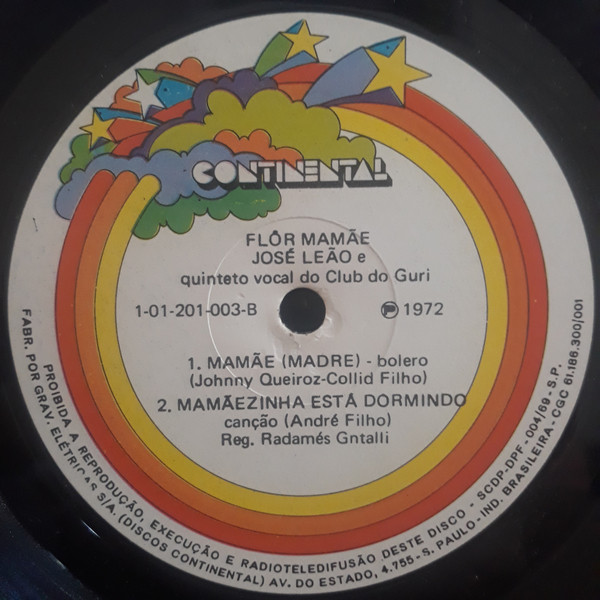 CONTINENTAL
FLÔR MAMÃE
JOSÉ LEÃO e
quinteto vocal do Club do Guri
1-01-201-003-B
Ⓟ 1972
1. MAMÃE (MADRE) - bolero
(Johnny Queiroz-Collid Filho)
2. MAMÃEZINHA ESTÁ DORMINDO
canção (André Filho)
Reg. Radamés Gntalli
PROIBIDA A REPRODUÇÃO, EXECUÇÃO E RADIOTELEDIFUSÃO DESTE DISCO - SCDP-DPF - 004/69 - S.P.
FABR. POR GRAV. ELÉTRICAS S/A. (DISCOS CONTINENTAL) AV. DO ESTADO, 4.755 - S. PAULO - IND. BRASILEIRA - CGC 61.186.300/001